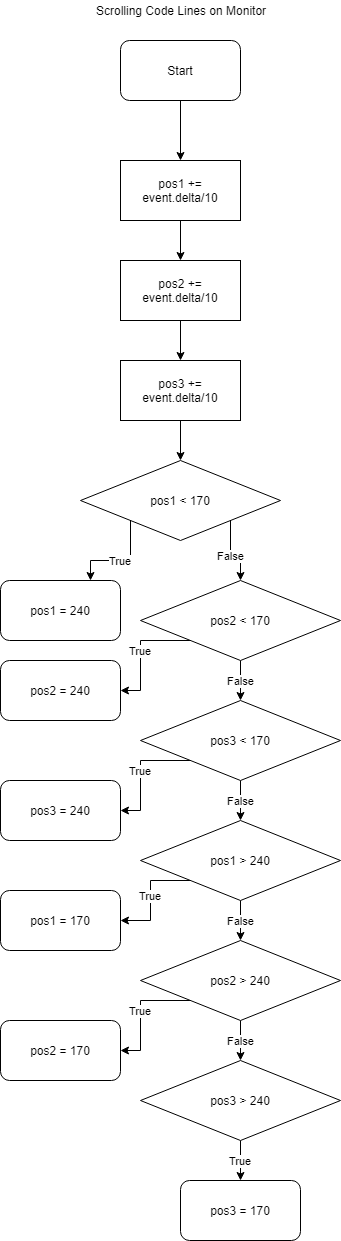 Scrolling Code Lines on Monitor
Start
pos1 +=
event.delta/10
pos2 +=
event.delta/10
pos3 +=
event.delta/10
pos1 < 170
True
False
pos1 = 240
pos2 < 170
True
pos2 = 240
False
pos3 < 170
True
pos3 = 240
False
pos1 > 240
True
pos1 = 170
False
pos2 > 240
True
pos2 = 170
False
pos3 > 240
True
pos3 = 170